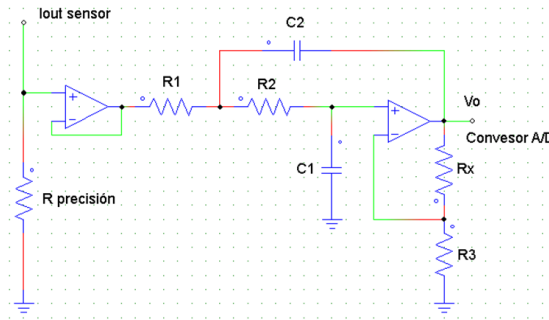 Iout sensor
C2
R1
R2
Vo
Convesor A/D
C1
Rx
R precisión
R3